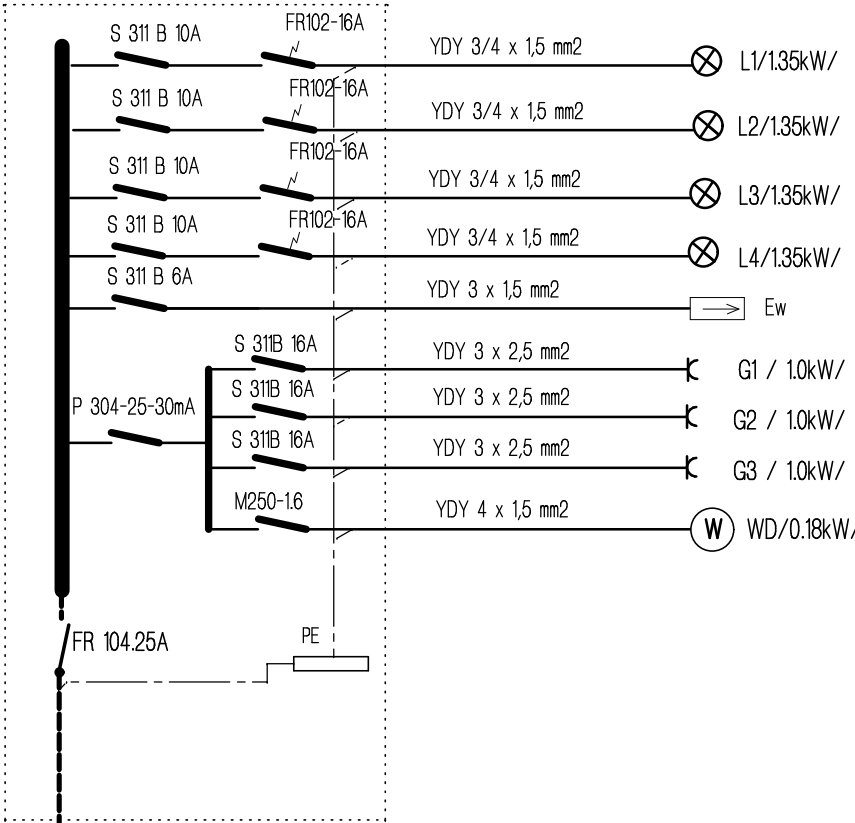 S 311 B 10A FR102-16A YDY 3/4 x 1,5 mm2 L1/1.35kW/
S 311 B 10A FR102-16A YDY 3/4 x 1,5 mm2 L2/1.35kW/
S 311 B 10A FR102-16A YDY 3/4 x 1,5 mm2 L3/1.35kW/
S 311 B 10A FR102-16A YDY 3/4 x 1,5 mm2 L4/1.35kW/
S 311 B 6A YDY 3 x 1,5 mm2 Ew
S 311B 16A YDY 3 x 2,5 mm2 G1 / 1.0kW/
S 311B 16A YDY 3 x 2,5 mm2 G2 / 1.0kW/
P 304-25-30mA
S 311B 16A YDY 3 x 2,5 mm2 G3 / 1.0kW/
M250-1.6 YDY 4 x 1,5 mm2 W WD/0.18kW/
FR 104.25A PE